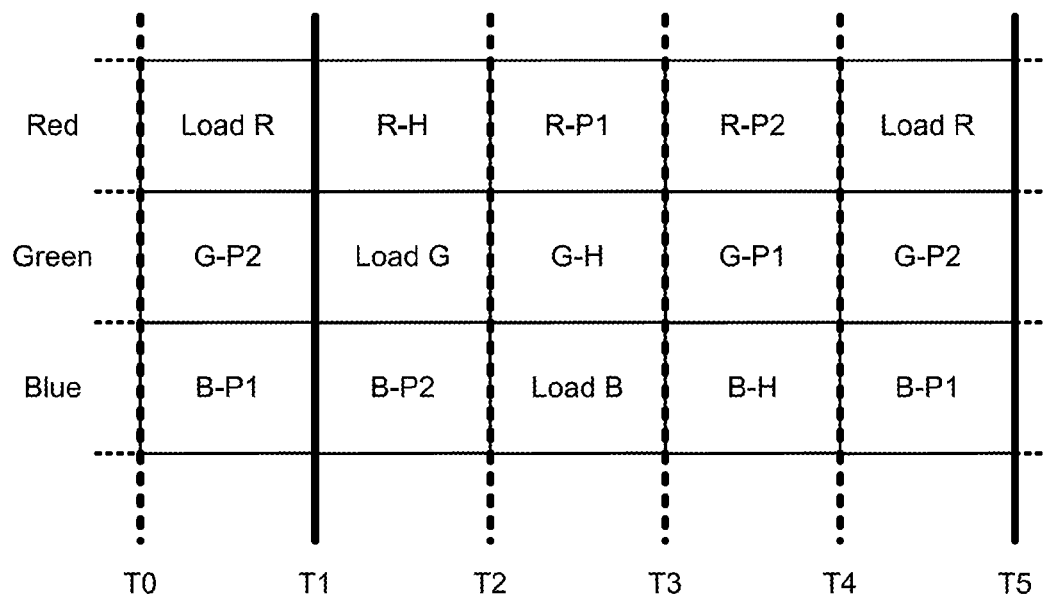 Red Load R R-H R-P1 R-P2 Load R
Green G-P2 Load G G-H G-P1 G-P2
Blue B-P1 B-P2 Load B B-H B-P1
T0 T1 T2 T3 T4 T5